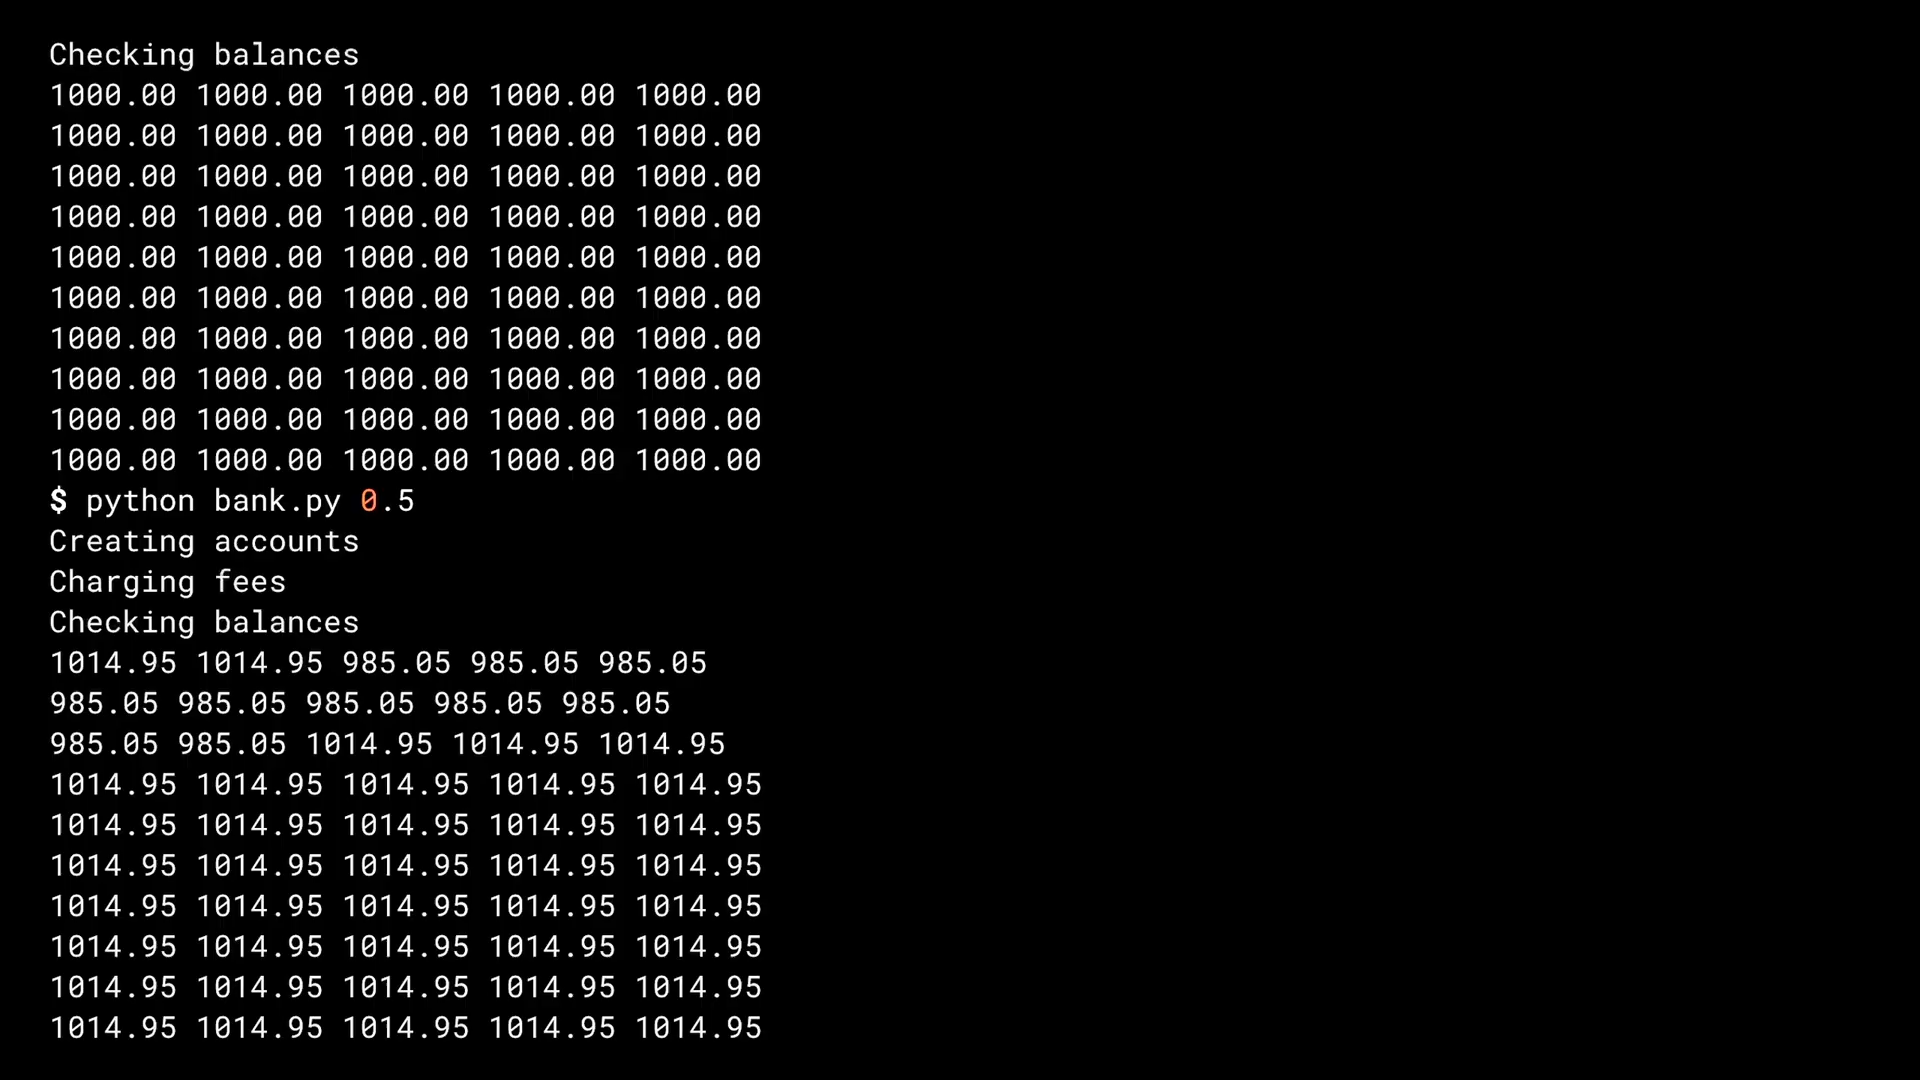 Checking balances
1000.00 1000.00 1000.00 1000.00 1000.00
1000.00 1000.00 1000.00 1000.00 1000.00
1000.00 1000.00 1000.00 1000.00 1000.00
1000.00 1000.00 1000.00 1000.00 1000.00
1000.00 1000.00 1000.00 1000.00 1000.00
1000.00 1000.00 1000.00 1000.00 1000.00
1000.00 1000.00 1000.00 1000.00 1000.00
1000.00 1000.00 1000.00 1000.00 1000.00
1000.00 1000.00 1000.00 1000.00 1000.00
1000.00 1000.00 1000.00 1000.00 1000.00
$ python bank.py 0.5
Creating accounts
Charging fees
Checking balances
1014.95 1014.95 985.05 985.05 985.05
985.05 985.05 985.05 985.05 985.05
985.05 985.05 1014.95 1014.95 1014.95
1014.95 1014.95 1014.95 1014.95 1014.95
1014.95 1014.95 1014.95 1014.95 1014.95
1014.95 1014.95 1014.95 1014.95 1014.95
1014.95 1014.95 1014.95 1014.95 1014.95
1014.95 1014.95 1014.95 1014.95 1014.95
1014.95 1014.95 1014.95 1014.95 1014.95
1014.95 1014.95 1014.95 1014.95 1014.95